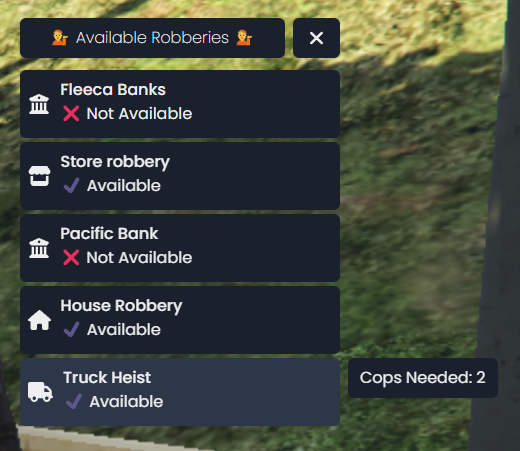 💁 Available Robberies 💁
Fleeca Banks
❌ Not Available
Store robbery
✔️ Available
Pacific Bank
❌ Not Available
House Robbery
✔️ Available
Truck Heist
✔️ Available
Cops Needed: 2